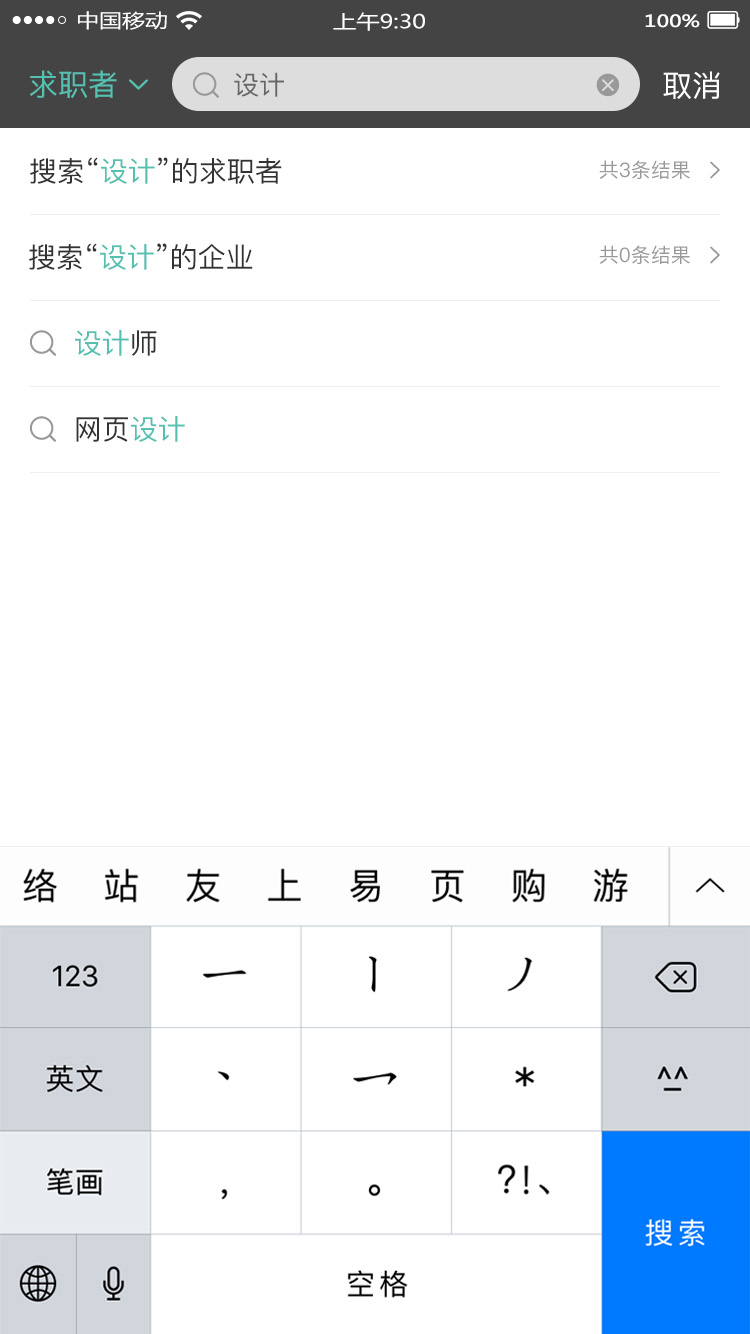 中国移动 上午9:30 100%
求职者 设计 取消
搜索“设计”的求职者 共3条结果
搜索“设计”的企业 共0条结果
设计师
网页设计
络 站 友 上 易 页 购 游
123 一 丨 丿
英文 丶 乛 * ^_^
笔画 , 。 ?!、
搜索
空格